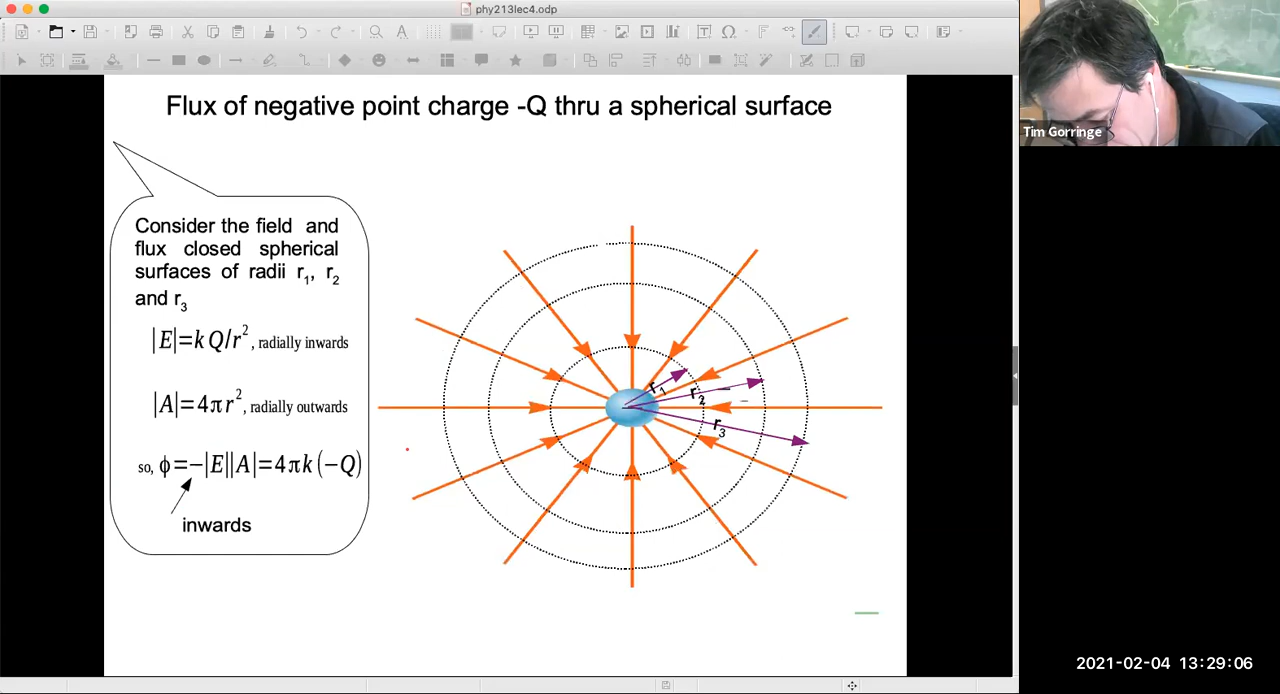 phy213lec4.odp
Tim Gorringe
Flux of negative point charge -Q thru a spherical surface
Consider the field and
flux closed spherical
surfaces of radii r₁, r₂
and r₃
|E|=kQ/r², radially inwards
|A|=4πr², radially outwards
so, ϕ=−|E||A|=4πk(−Q)
inwards
r₁
r₂
r₃
2021-02-04 13:29:06